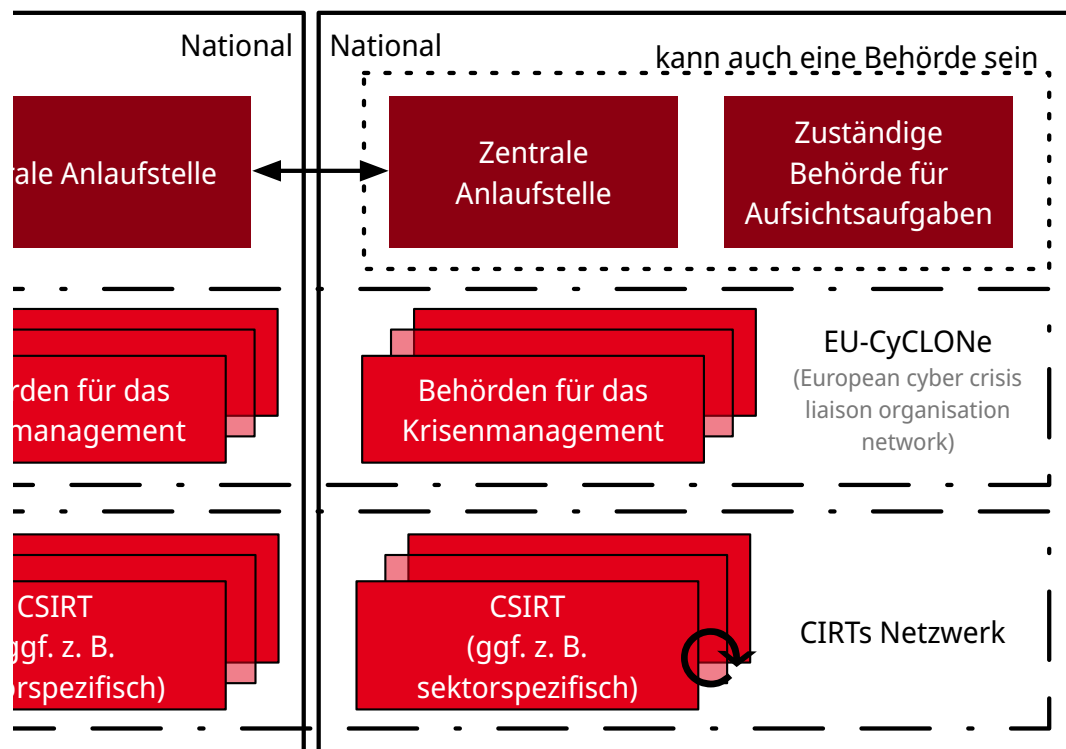 National
National
kann auch eine Behörde sein
rale Anlaufstelle
Zentrale
Anlaufstelle
Zuständige
Behörde für
Aufsichtsaufgaben
rden für das
management
Behörden für das
Krisenmanagement
EU-CyCLONe
(European cyber crisis
liaison organisation
network)
CSIRT
ggf. z. B.
orspezifisch)
CSIRT
(ggf. z. B.
sektorspezifisch)
CIRTs Netzwerk